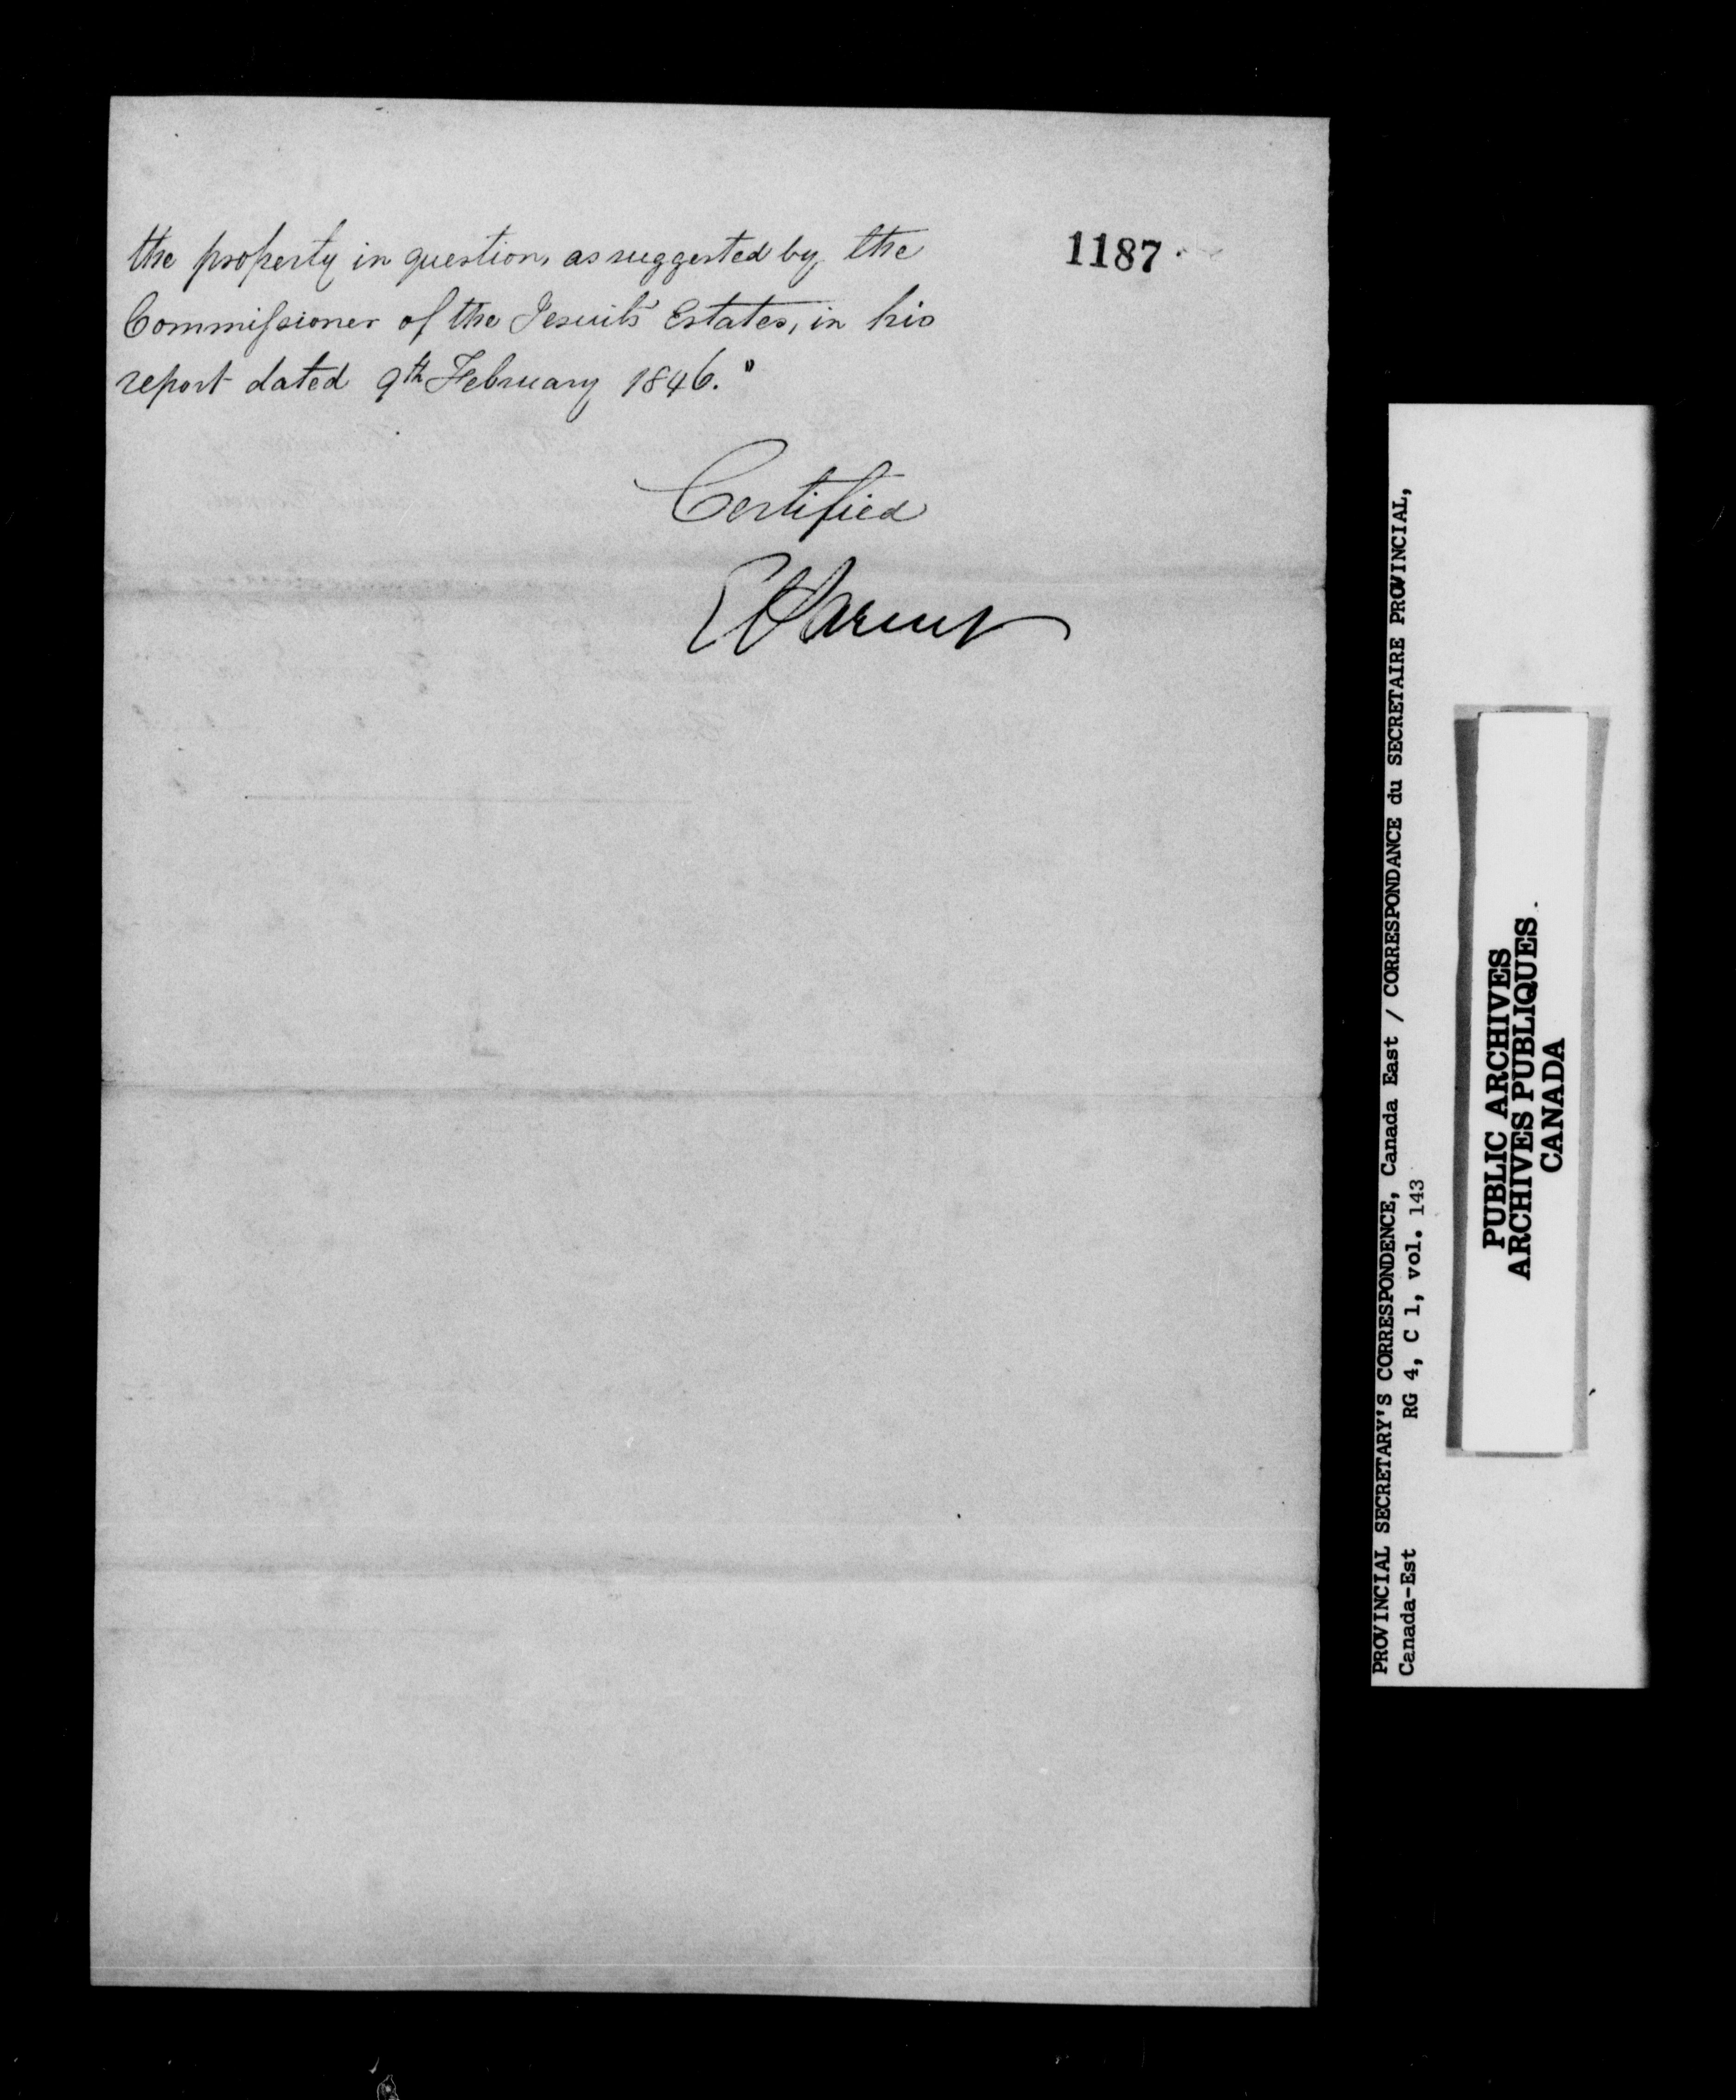 the property in question, as suggested by the
1187
Commissioner of the Jesuits' Estates, in his
report dated 9th February 1846."
Certified
E Parent
PROVINCIAL SECRETARY'S CORRESPONDENCE, Canada East / CORRESPONDANCE du SECRETAIRE PROVINCIAL,
Canada-Est RG 4, C 1, vol. 143
PUBLIC ARCHIVES
ARCHIVES PUBLIQUES
CANADA